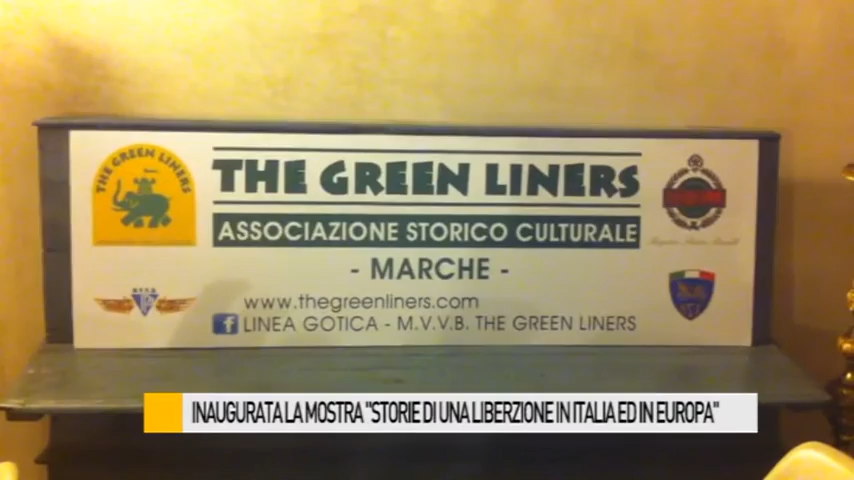 THE GREEN LINERS
THE GREEN LINERS
ASSOCIAZIONE STORICO CULTURALE
- MARCHE -
www.thegreenliners.com
f LINEA GOTICA - M.V.V.B. THE GREEN LINERS
INAUGURATA LA MOSTRA "STORIE DI UNA LIBERZIONE IN ITALIA ED IN EUROPA"